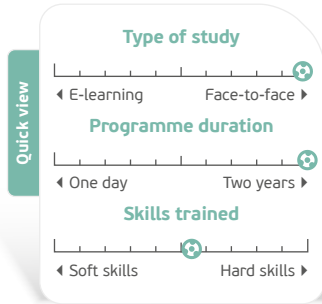 Quick view
Type of study
E-learning Face-to-face
Programme duration
One day Two years
Skills trained
Soft skills Hard skills